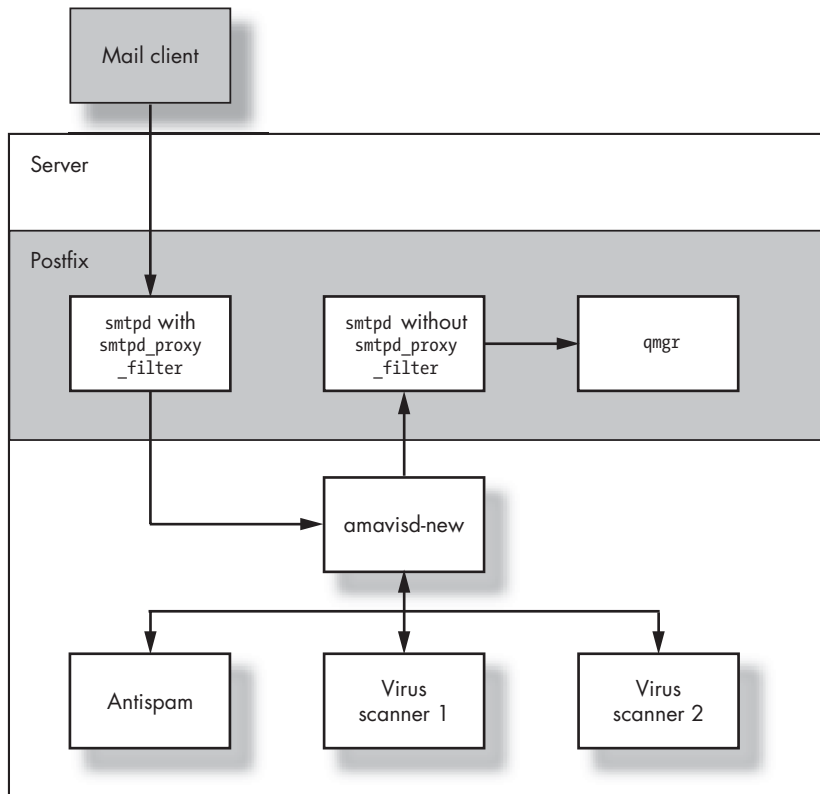 Mail client
Server
Postfix
smtpd with
smtpd_proxy
_filter
smtpd without
smtpd_proxy
_filter
qmgr
amavisd-new
Antispam
Virus
scanner 1
Virus
scanner 2